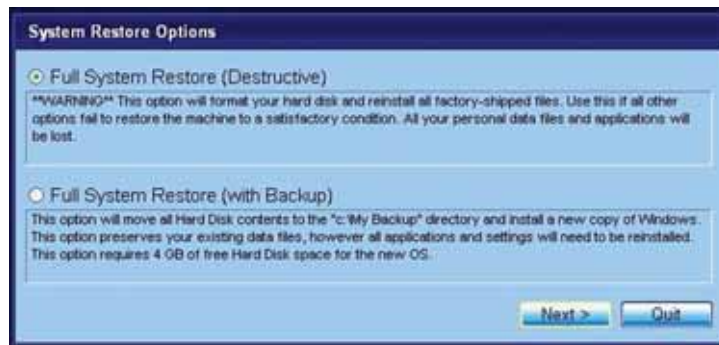 System Restore Options
Full System Restore (Destructive)
**WARNING** This option will format your hard disk and reinstall all factory-shipped files. Use this if all other
options fail to restore the machine to a satisfactory condition. All your personal data files and applications will
be lost.
Full System Restore (with Backup)
This option will move all Hard Disk contents to the "c:\My Backup" directory and install a new copy of Windows.
This option preserves your existing data files, however all applications and settings will need to be reinstalled.
This option requires 4 GB of free Hard Disk space for the new OS.
Next >
Quit